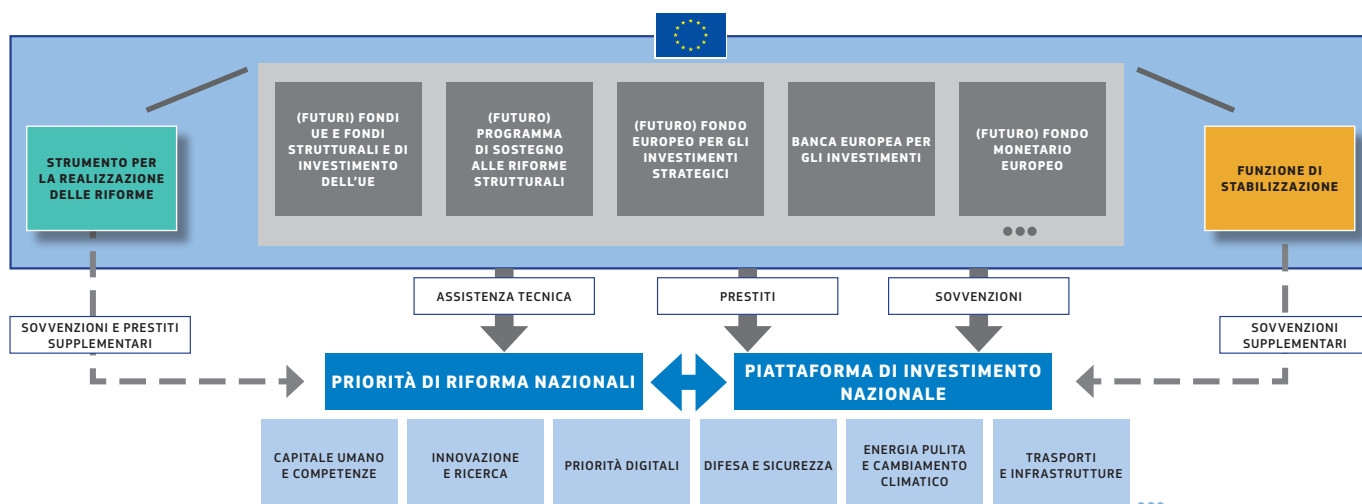 STRUMENTO PER
LA REALIZZAZIONE
DELLE RIFORME
(FUTURI) FONDI
UE E FONDI
STRUTTURALI E DI
INVESTIMENTO
DELL'UE
(FUTURO)
PROGRAMMA
DI SOSTEGNO
ALLE RIFORME
STRUTTURALI
(FUTURO) FONDO
EUROPEO PER GLI
INVESTIMENTI
STRATEGICI
BANCA EUROPEA PER
GLI INVESTIMENTI
(FUTURO) FONDO
MONETARIO
EUROPEO
FUNZIONE DI
STABILIZZAZIONE
ASSISTENZA TECNICA
PRESTITI
SOVVENZIONI
SOVVENZIONI E PRESTITI
SUPPLEMENTARI
SOVVENZIONI
SUPPLEMENTARI
PRIORITÀ DI RIFORMA NAZIONALI
PIATTAFORMA DI INVESTIMENTO
NAZIONALE
CAPITALE UMANO
E COMPETENZE
INNOVAZIONE
E RICERCA
PRIORITÀ DIGITALI
DIFESA E SICUREZZA
ENERGIA PULITA
E CAMBIAMENTO
CLIMATICO
TRASPORTI
E INFRASTRUTTURE